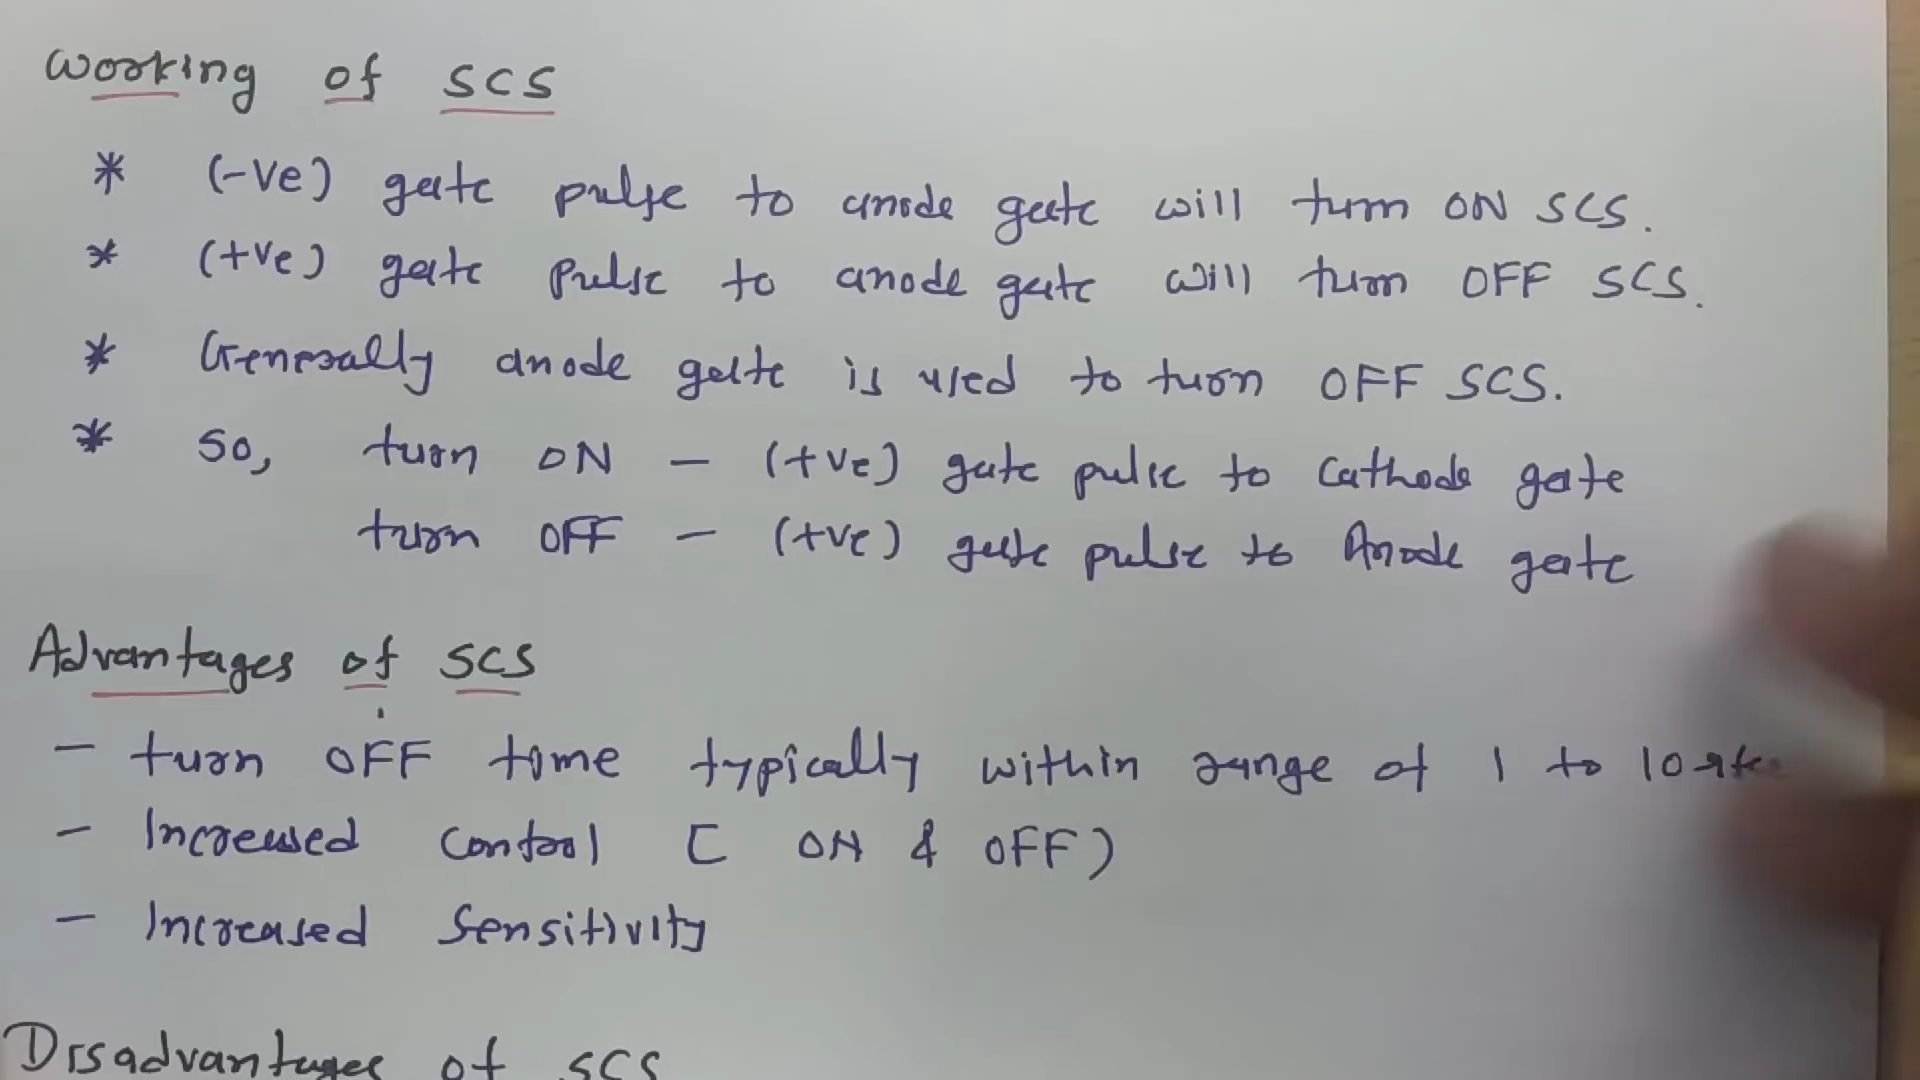 Working of SCS
* (-ve) gate pulse to anode gate will turn ON SCS.
* (+ve) gate pulse to anode gate will turn OFF SCS.
* Generally anode gate is used to turn OFF SCS.
* So, turn ON - (+ve) gate pulse to Cathode gate
turn OFF - (+ve) gate pulse to Anode gate
Advantages of SCS
- turn OFF time typically within range of 1 to 10
- Increased control [ ON & OFF)
- Increased Sensitivity
Disadvantages of SCS